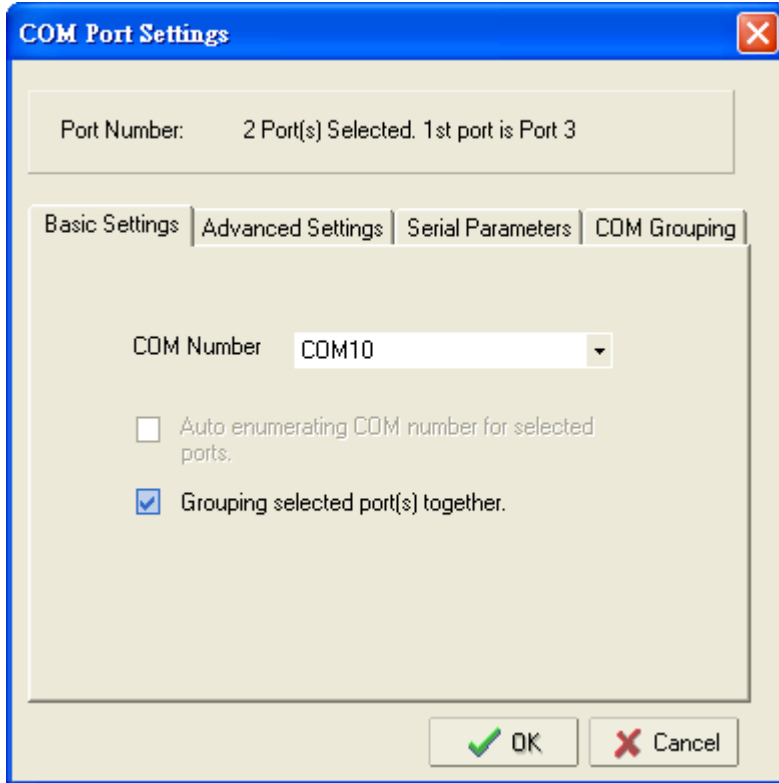 COM Port Settings
Port Number: 2 Port(s) Selected. 1st port is Port 3
Basic Settings Advanced Settings Serial Parameters COM Grouping
COM Number COM10
Auto enumerating COM number for selected
ports.
Grouping selected port(s) together.
OK Cancel